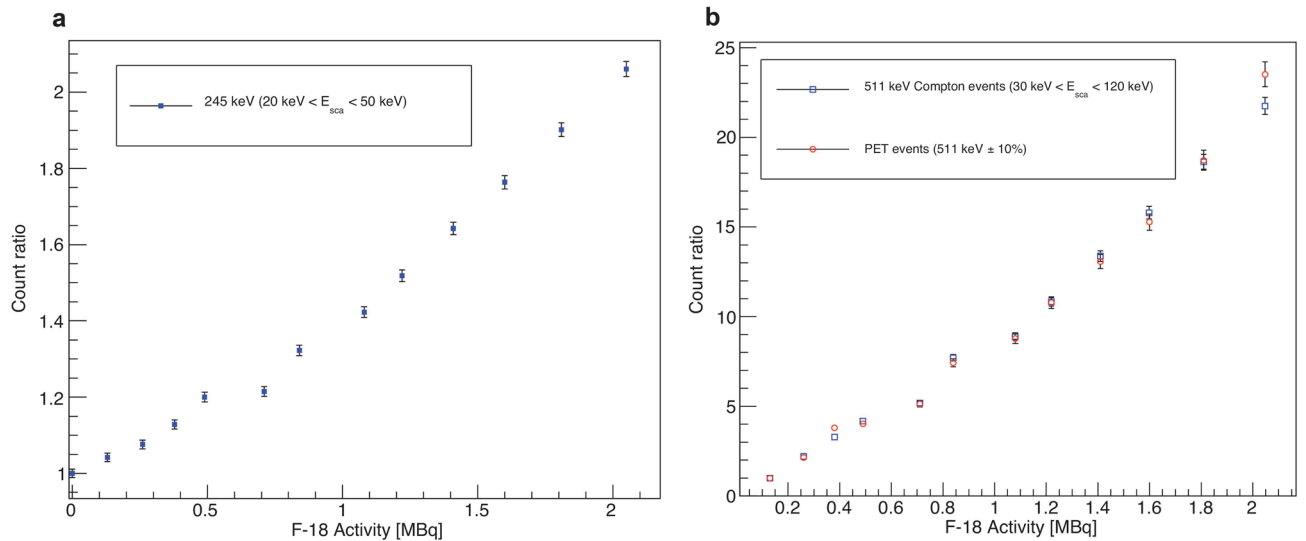 a
245 keV (20 keV < Esca < 50 keV)
Count ratio
2
1.8
1.6
1.4
1.2
1
0 0.5 1 1.5 2
F-18 Activity [MBq]
b
511 keV Compton events (30 keV < Esca < 120 keV)
PET events (511 keV ± 10%)
Count ratio
25
20
15
10
5
0
0.2 0.4 0.6 0.8 1 1.2 1.4 1.6 1.8 2
F-18 Activity [MBq]